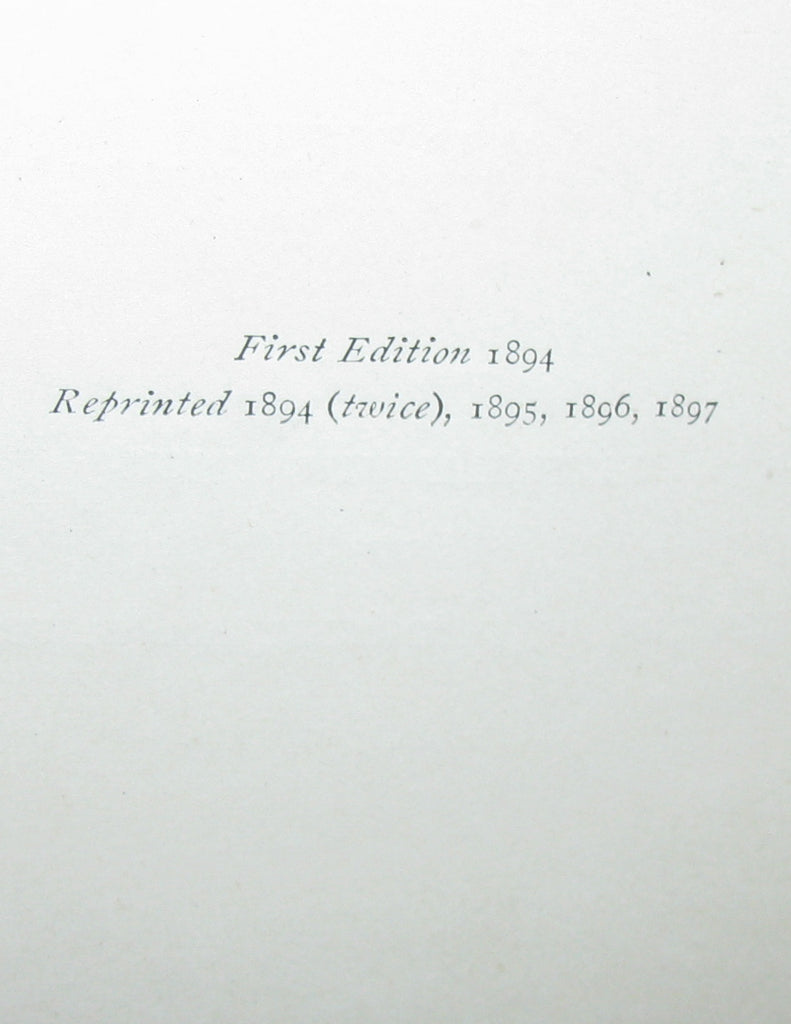 First Edition 1894
Reprinted 1894 (twice), 1895, 1896, 1897